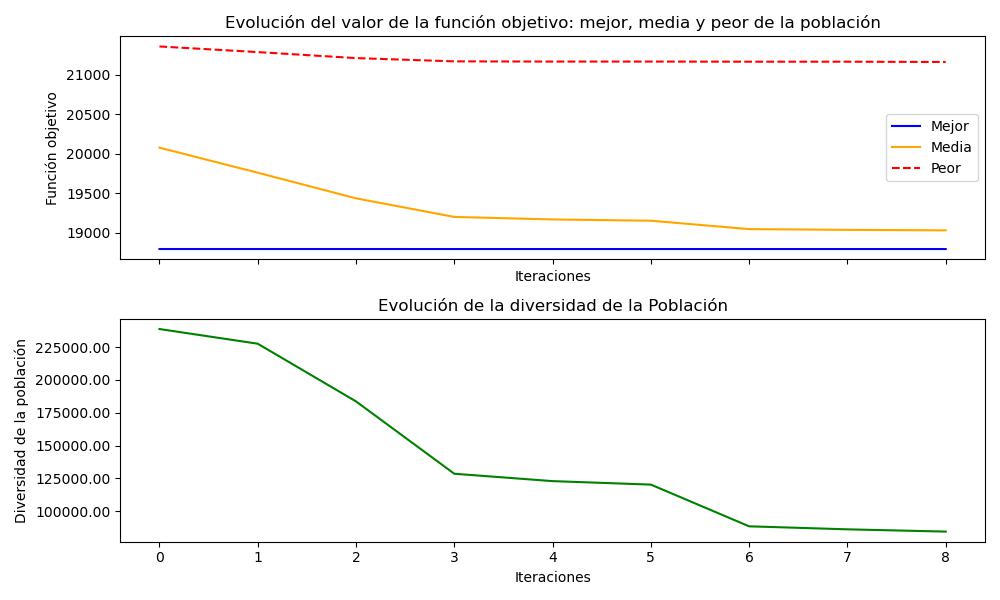 Evolución del valor de la función objetivo: mejor, media y peor de la población
Función objetivo
21000
20500
20000
19500
19000
Mejor
Media
Peor
Iteraciones
Evolución de la diversidad de la Población
Diversidad de la población
225000.00
200000.00
175000.00
150000.00
125000.00
100000.00
0 1 2 3 4 5 6 7 8
Iteraciones